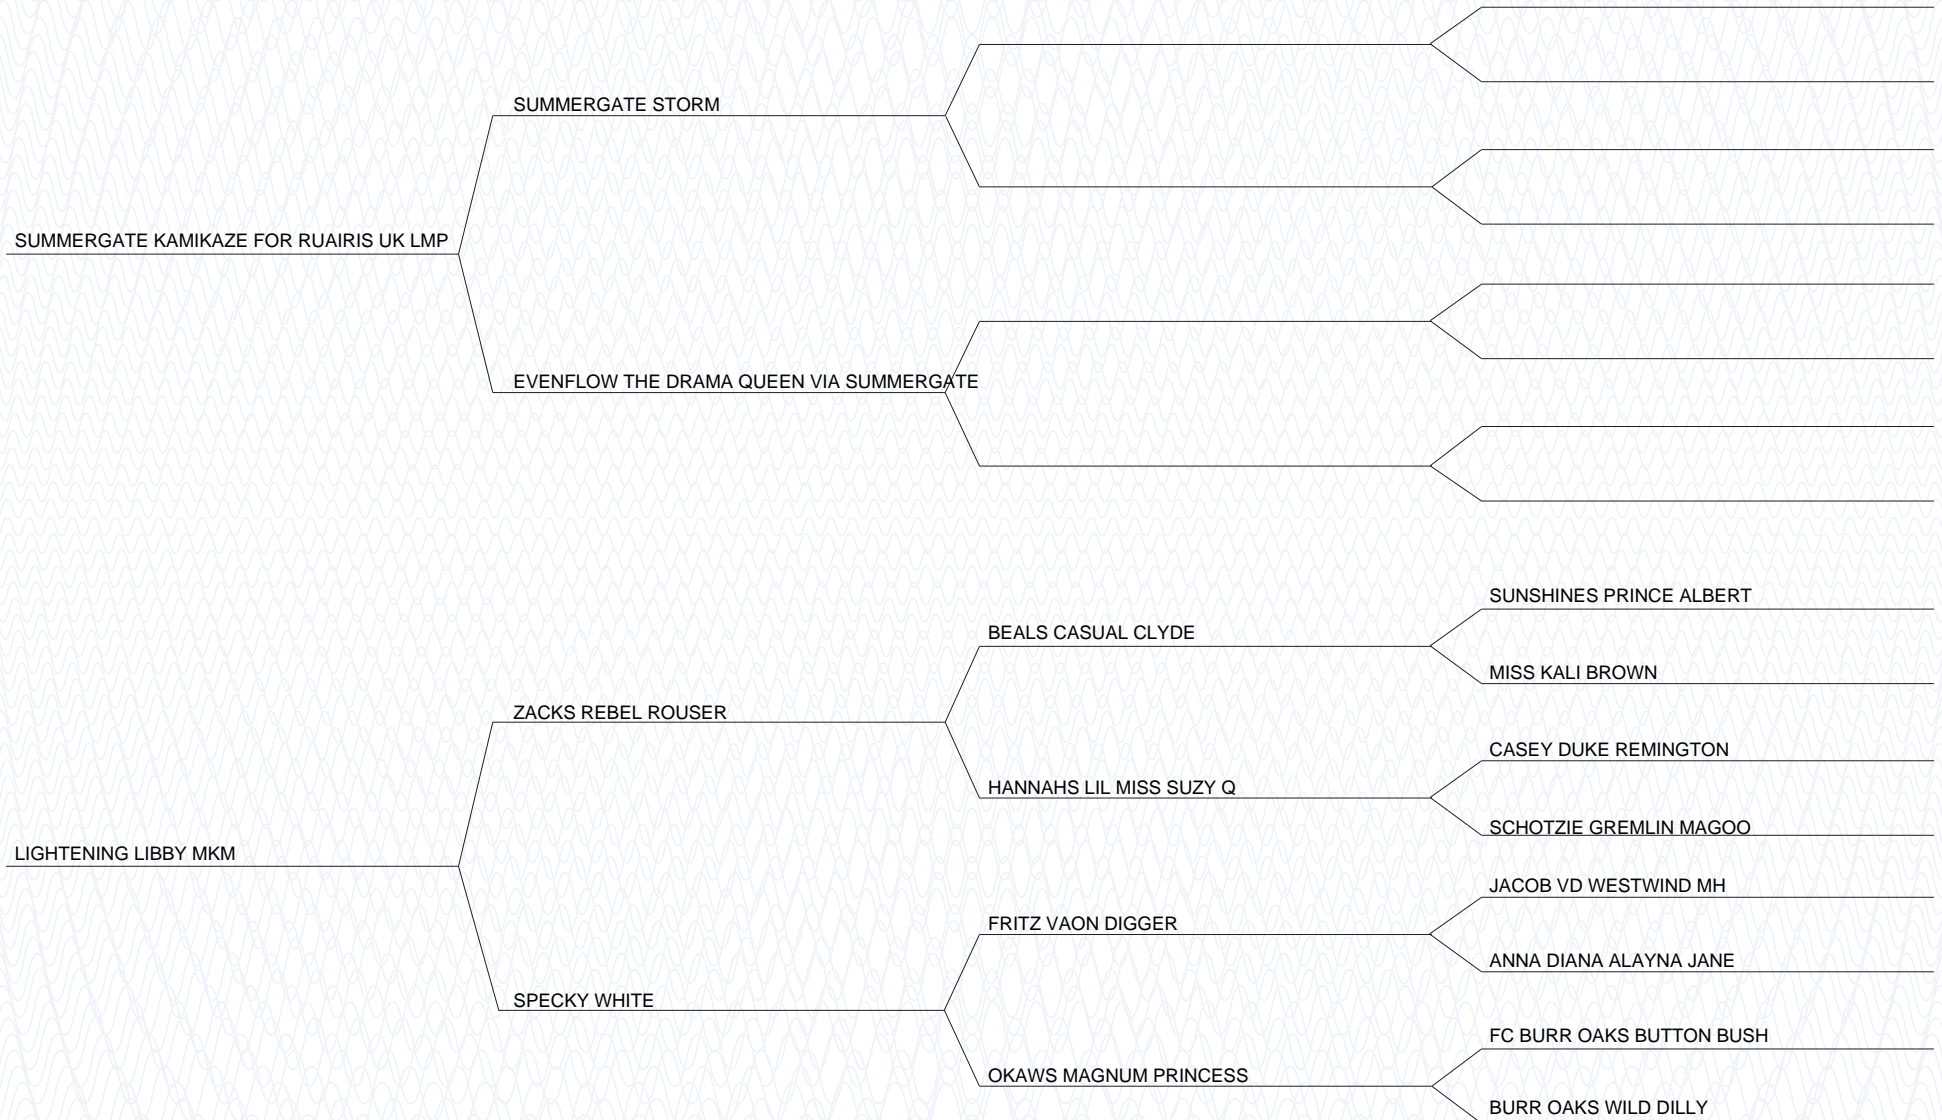 SUMMERGATE STORM
SUMMERGATE KAMIKAZE FOR RUAIRIS UK LMP
EVENFLOW THE DRAMA QUEEN VIA SUMMERGATE
SUNSHINES PRINCE ALBERT
BEALS CASUAL CLYDE
MISS KALI BROWN
ZACKS REBEL ROUSER
CASEY DUKE REMINGTON
HANNAHS LIL MISS SUZY Q
SCHOTZIE GREMLIN MAGOO
LIGHTENING LIBBY MKM
JACOB VD WESTWIND MH
FRITZ VAON DIGGER
ANNA DIANA ALAYNA JANE
SPECKY WHITE
FC BURR OAKS BUTTON BUSH
OKAWS MAGNUM PRINCESS
BURR OAKS WILD DILLY